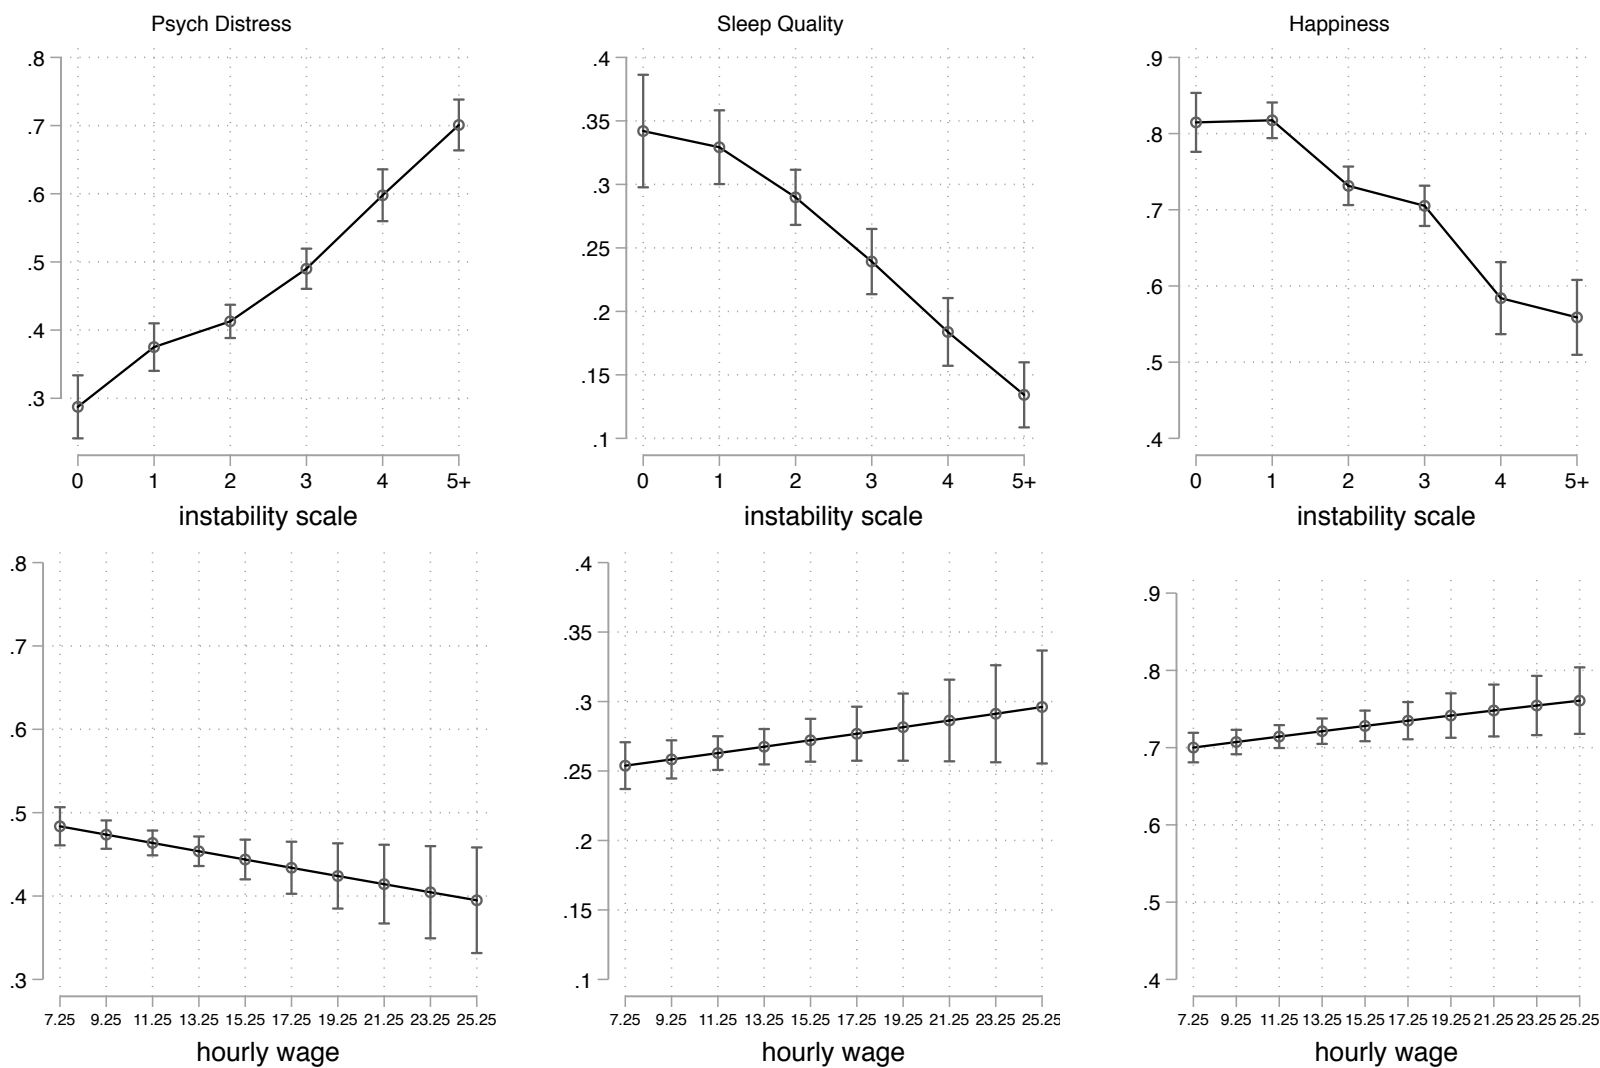 Psych Distress
.8
.7
.6
.5
.4
.3
0 1 2 3 4 5+
instability scale
Sleep Quality
.4
.35
.3
.25
.2
.15
.1
0 1 2 3 4 5+
instability scale
Happiness
.9
.8
.7
.6
.5
.4
0 1 2 3 4 5+
instability scale
.8
.7
.6
.5
.4
.3
7.25 9.25 11.25 13.25 15.25 17.25 19.25 21.25 23.25 25.25
hourly wage
.4
.35
.3
.25
.2
.15
.1
7.25 9.25 11.25 13.25 15.25 17.25 19.25 21.25 23.25 25.25
hourly wage
.9
.8
.7
.6
.5
.4
7.25 9.25 11.25 13.25 15.25 17.25 19.25 21.25 23.25 25.25
hourly wage